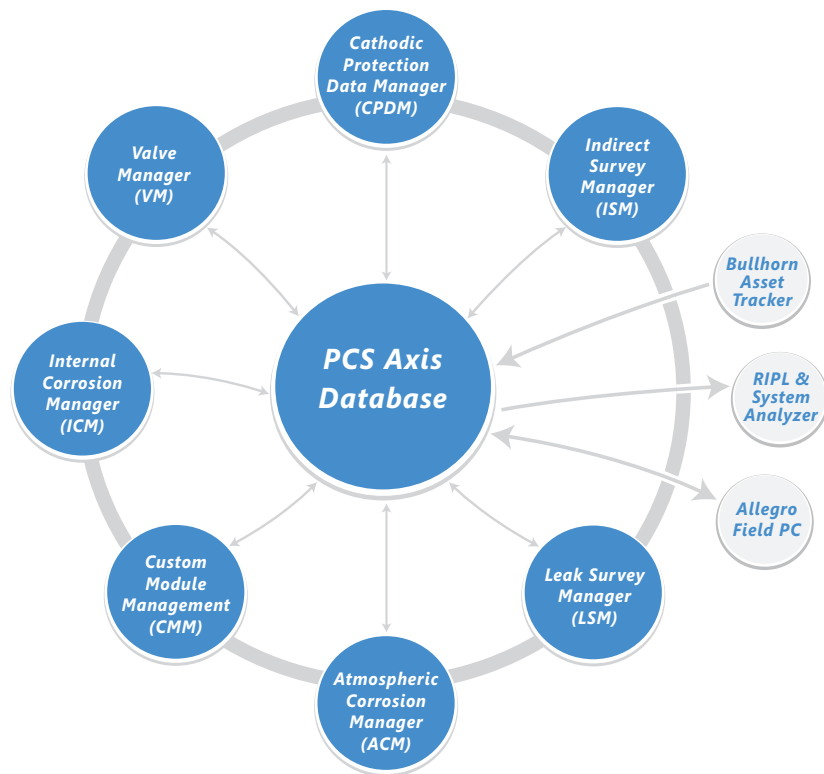 Cathodic
Protection
Data Manager
(CPDM)
Valve
Manager
(VM)
Indirect
Survey
Manager
(ISM)
Bullhorn
Asset
Tracker
PCS Axis
Database
Internal
Corrosion
Manager
(ICM)
RIPL &
System
Analyzer
Allegro
Field PC
Custom
Module
Management
(CMM)
Leak Survey
Manager
(LSM)
Atmospheric
Corrosion
Manager
(ACM)